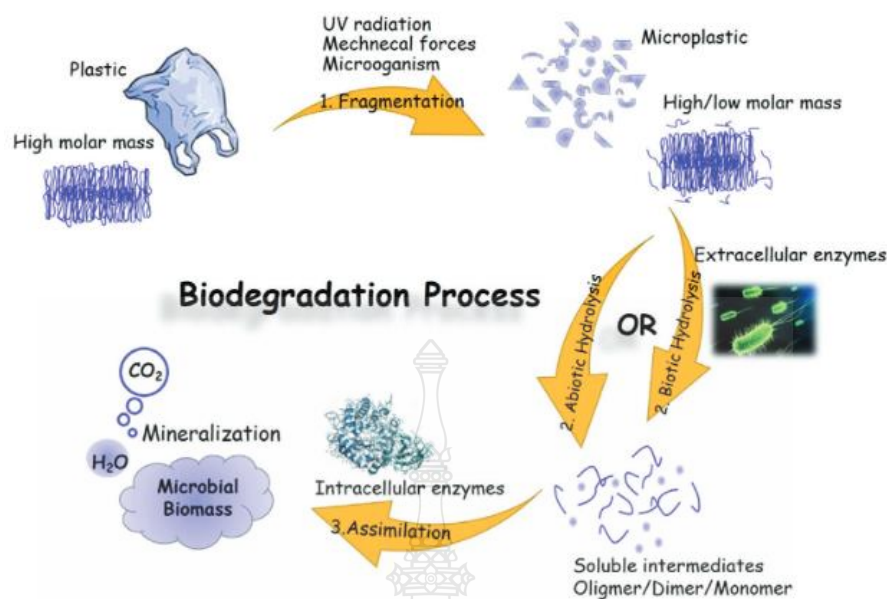 UV radiation
Mechnecal forces
Microoganism
1. Fragmentation
Plastic
High molar mass
Microplastic
High/low molar mass
Extracellular enzymes
2. Abiotic Hydrolysis
OR
2. Biotic Hydrolysis
Biodegradation Process
CO2
H2O
Mineralization
Microbial
Biomass
Intracellular enzymes
3.Assimilation
Soluble intermediates
Oligmer/Dimer/Monomer